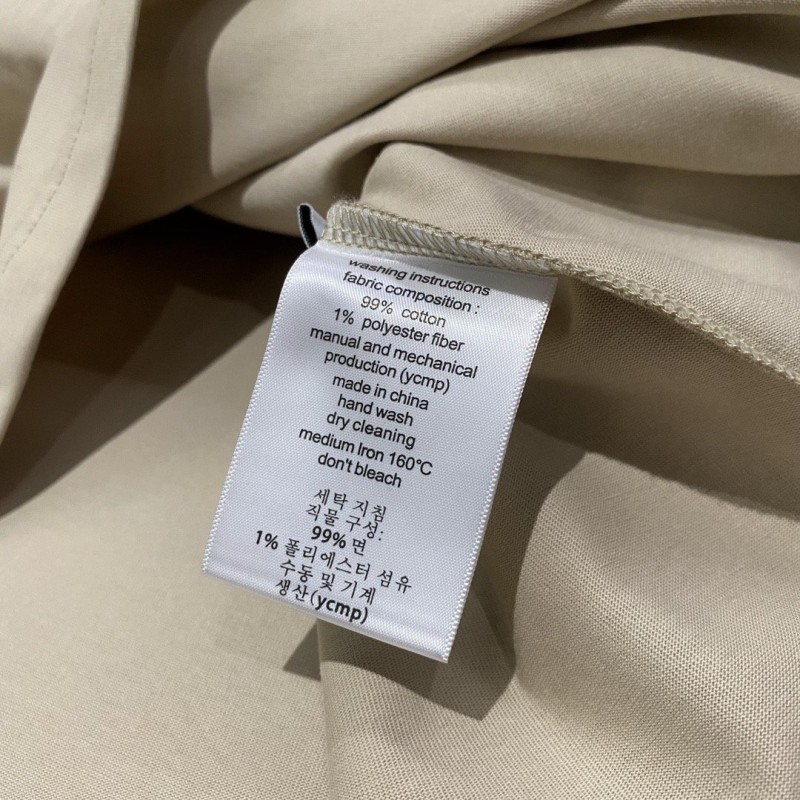 washing instructions
fabric composition :
99% cotton
1% polyester fiber
manual and mechanical
production (ycmp)
made in china
hand wash
dry cleaning
medium Iron 160°C
don't bleach
세탁 지침
직물 구성:
99% 면
1% 폴리에스터 섬유
수동 및 기계
생산(ycmp)